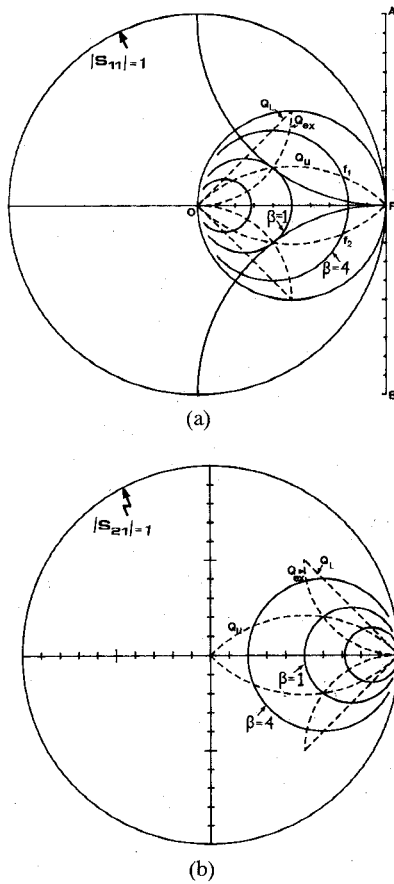 A
|S11|=1
QL
Qex
Qu
f1
O
P
β=1
f2
β=4
B
(a)
|S21|=1
Qex
QL
Qu
β=1
β=4
(b)